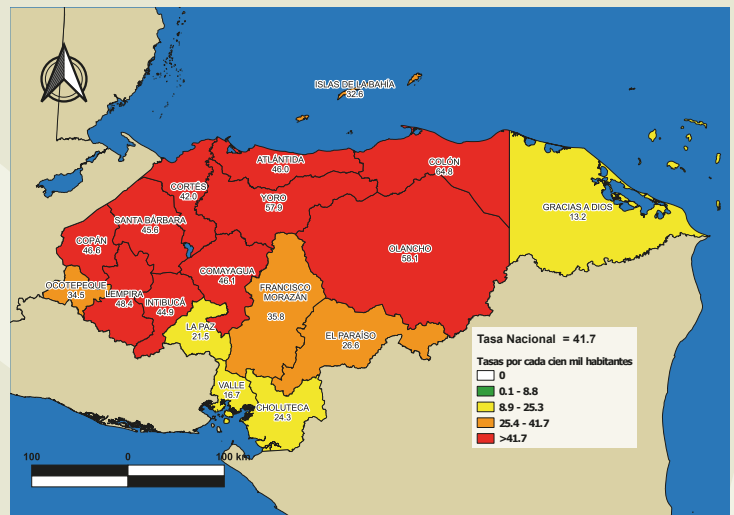 ISLAS DE LA BAHÍA
32.6
ATLÁNTIDA
46.0
COLÓN
64.8
CORTÉS
42.0
YORO
57.9
GRACIAS A DIOS
13.2
SANTA BÁRBARA
45.6
COPÁN
46.6
OLANCHO
58.1
COMAYAGUA
46.1
OCOTEPEQUE
34.5
LEMPIRA
48.4
INTIBUCÁ
44.9
FRANCISCO
MORAZÁN
35.8
LA PAZ
21.5
EL PARAÍSO
26.6
VALLE
16.7
CHOLUTECA
24.3
Tasa Nacional = 41.7
Tasas por cada cien mil habitantes
0
0.1 - 8.8
8.9 - 25.3
25.4 - 41.7
>41.7
100 0 100 km